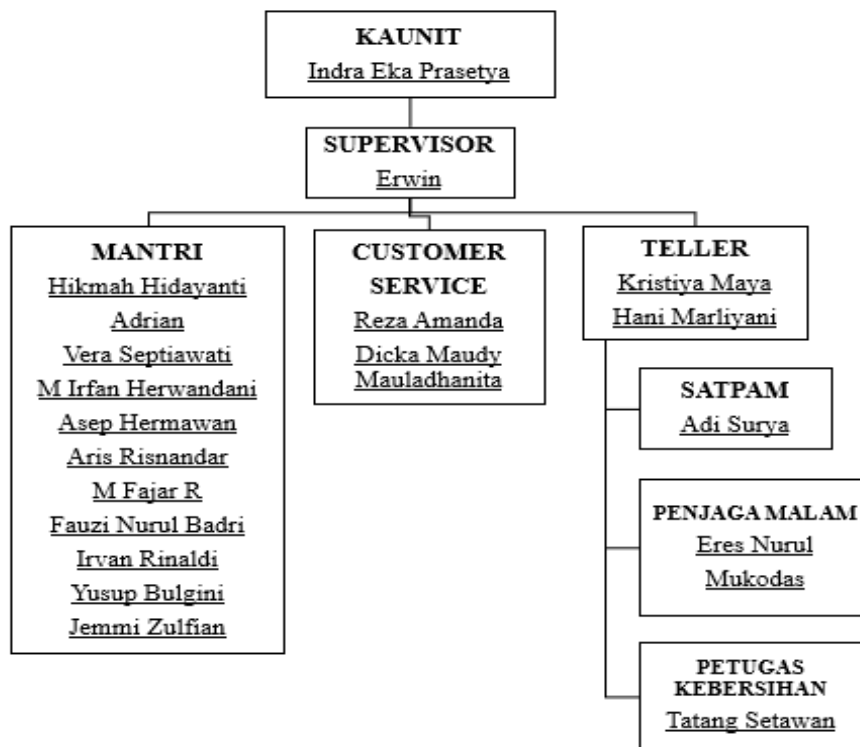 KAUNIT
Indra Eka Prasetya
SUPERVISOR
Erwin
MANTRI
Hikmah Hidayanti
Adrian
Vera Septiawati
M Irfan Herwandani
Asep Hermawan
Aris Risnandar
M Fajar R
Fauzi Nurul Badri
Irvan Rinaldi
Yusup Bulgini
Jemmi Zulfian
CUSTOMER
SERVICE
Reza Amanda
Dicka Maudy
Mauladhanita
TELLER
Kristiya Maya
Hani Marliyani
SATPAM
Adi Surya
PENJAGA MALAM
Eres Nurul
Mukodas
PETUGAS
KEBERSIHAN
Tatang Setawan